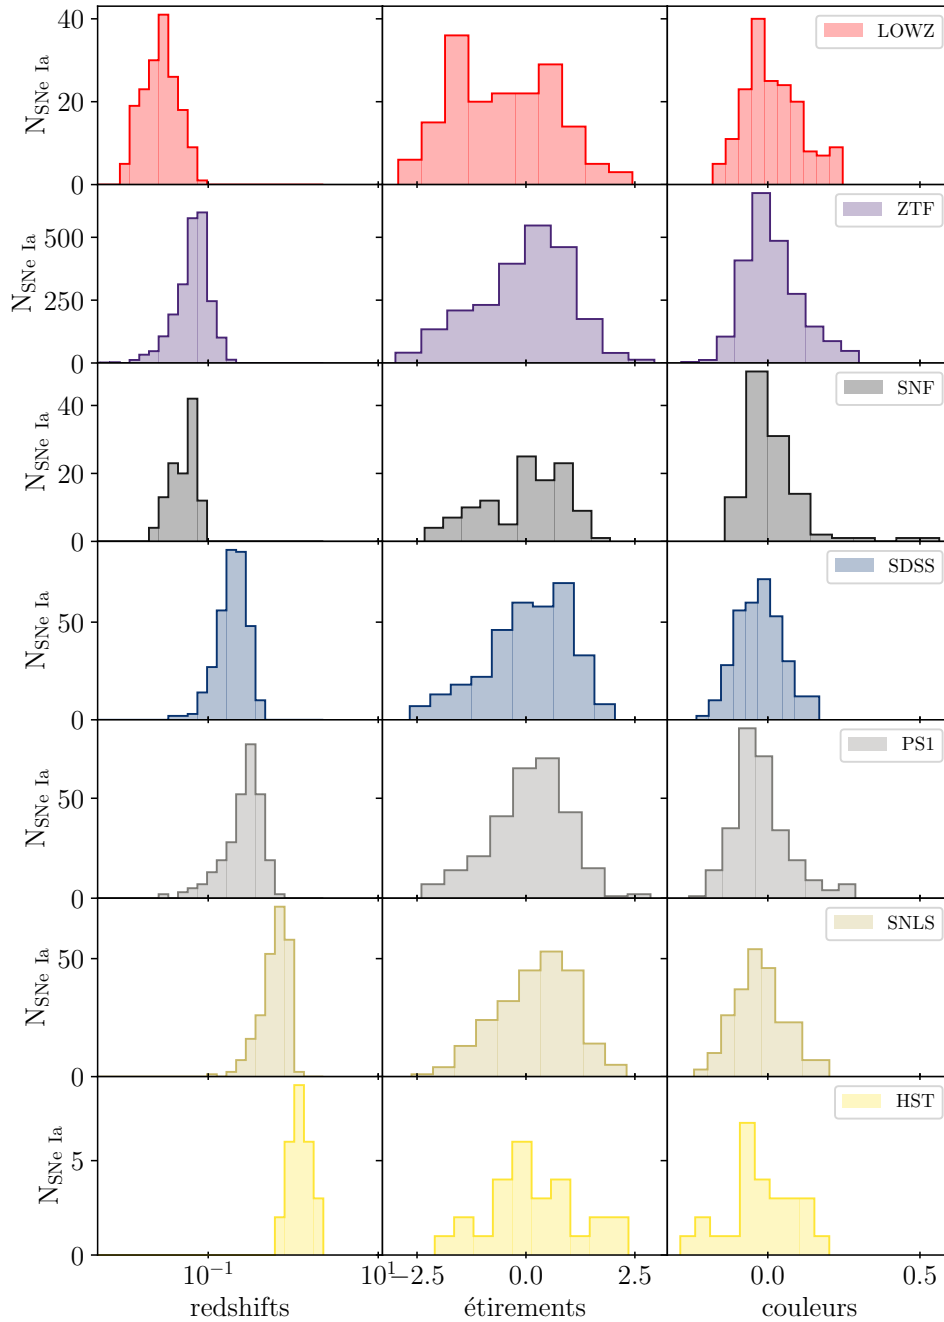 LOWZ
N_SNe Ia
40
20
0
ZTF
N_SNe Ia
500
250
0
SNF
N_SNe Ia
40
20
0
SDSS
N_SNe Ia
50
0
PS1
N_SNe Ia
50
0
SNLS
N_SNe Ia
50
0
HST
N_SNe Ia
5
0
10^-1 10^1 −2.5 0.0 2.5 0.0 0.5
redshifts étirements couleurs